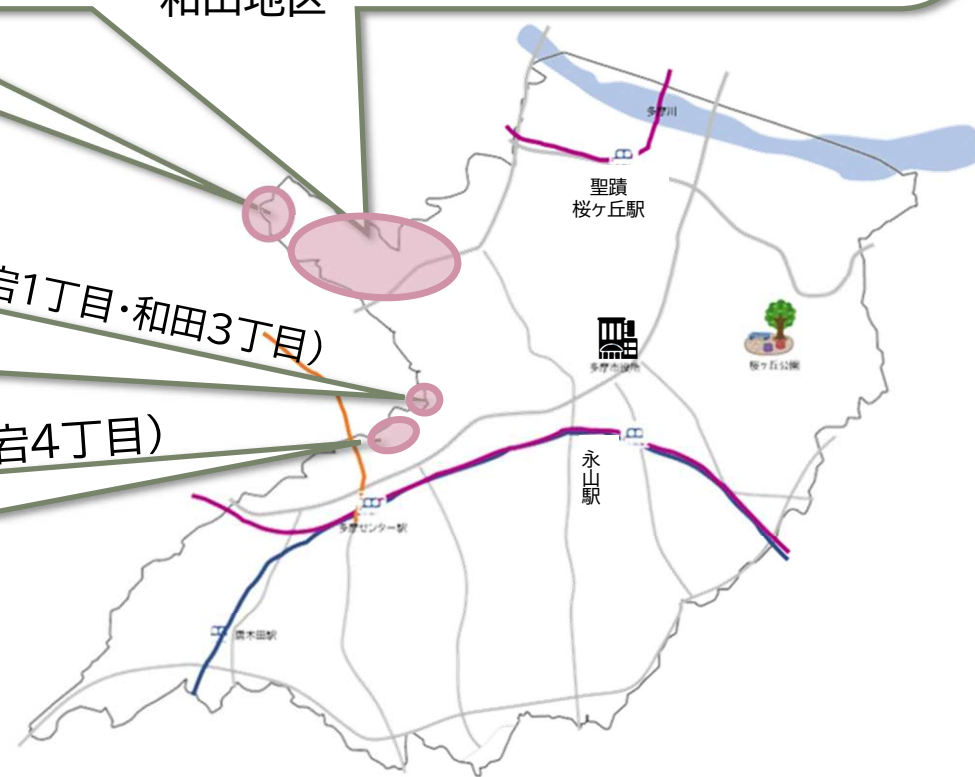 和田地区
多摩川
聖蹟
桜ヶ丘駅
岩1丁目・和田3丁目）
多摩市役所
桜ヶ丘公園
岩4丁目）
永山駅
多摩センター駅
唐木田駅